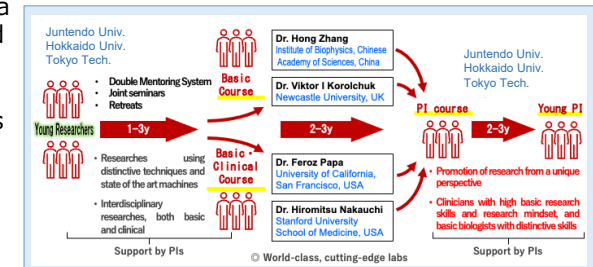 a
d
s
Juntendo Univ.
Hokkaido Univ.
Tokyo Tech.
• Double Mentoring System
• Joint seminars
• Retreats
Young Researchers
1–3y
• Researches using
distinctive techniques and
state of the art machines
• Interdisciplinary
researches, both basic
and clinical
Support by PIs
Basic
Course
Basic・
Clinical
Course
Dr. Hong Zhang
Institute of Biophysics, Chinese
Academy of Sciences, China
Dr. Viktor I Korolchuk
Newcastle University, UK
2–3y
Dr. Feroz Papa
University of California,
San Francisco, USA
Dr. Hiromitsu Nakauchi
Stanford University
School of Medicine, USA
© World-class, cutting-edge labs
Juntendo Univ.
Hokkaido Univ.
Tokyo Tech.
PI course
2–3y
Young PI
• Promotion of research from a unique
perspective
• Clinicians with high basic research
skills and research mindset, and
basic biologists with distinctive skills
Support by PIs